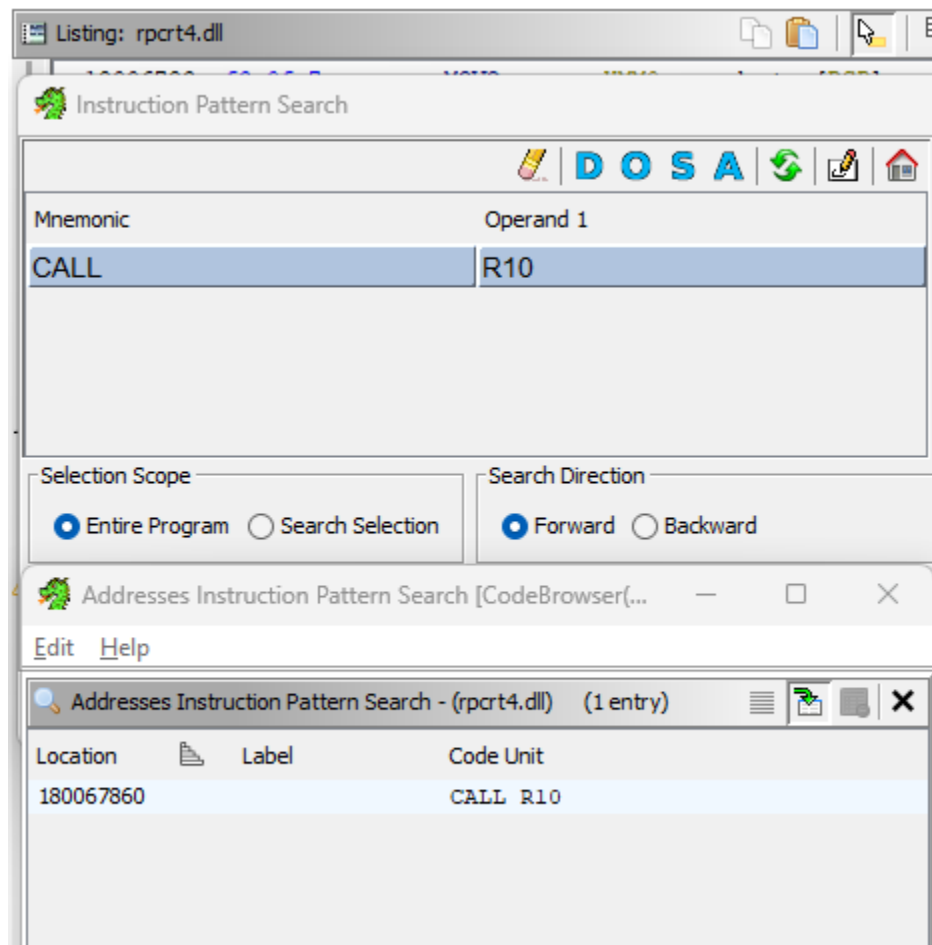 Listing: rpcrt4.dll
Instruction Pattern Search
D O S A
Mnemonic Operand 1
CALL R10
Selection Scope Search Direction
Entire Program Search Selection Forward Backward
Addresses Instruction Pattern Search [CodeBrowser(...
Edit Help
Addresses Instruction Pattern Search - (rpcrt4.dll) (1 entry)
Location Label Code Unit
180067860 CALL R10